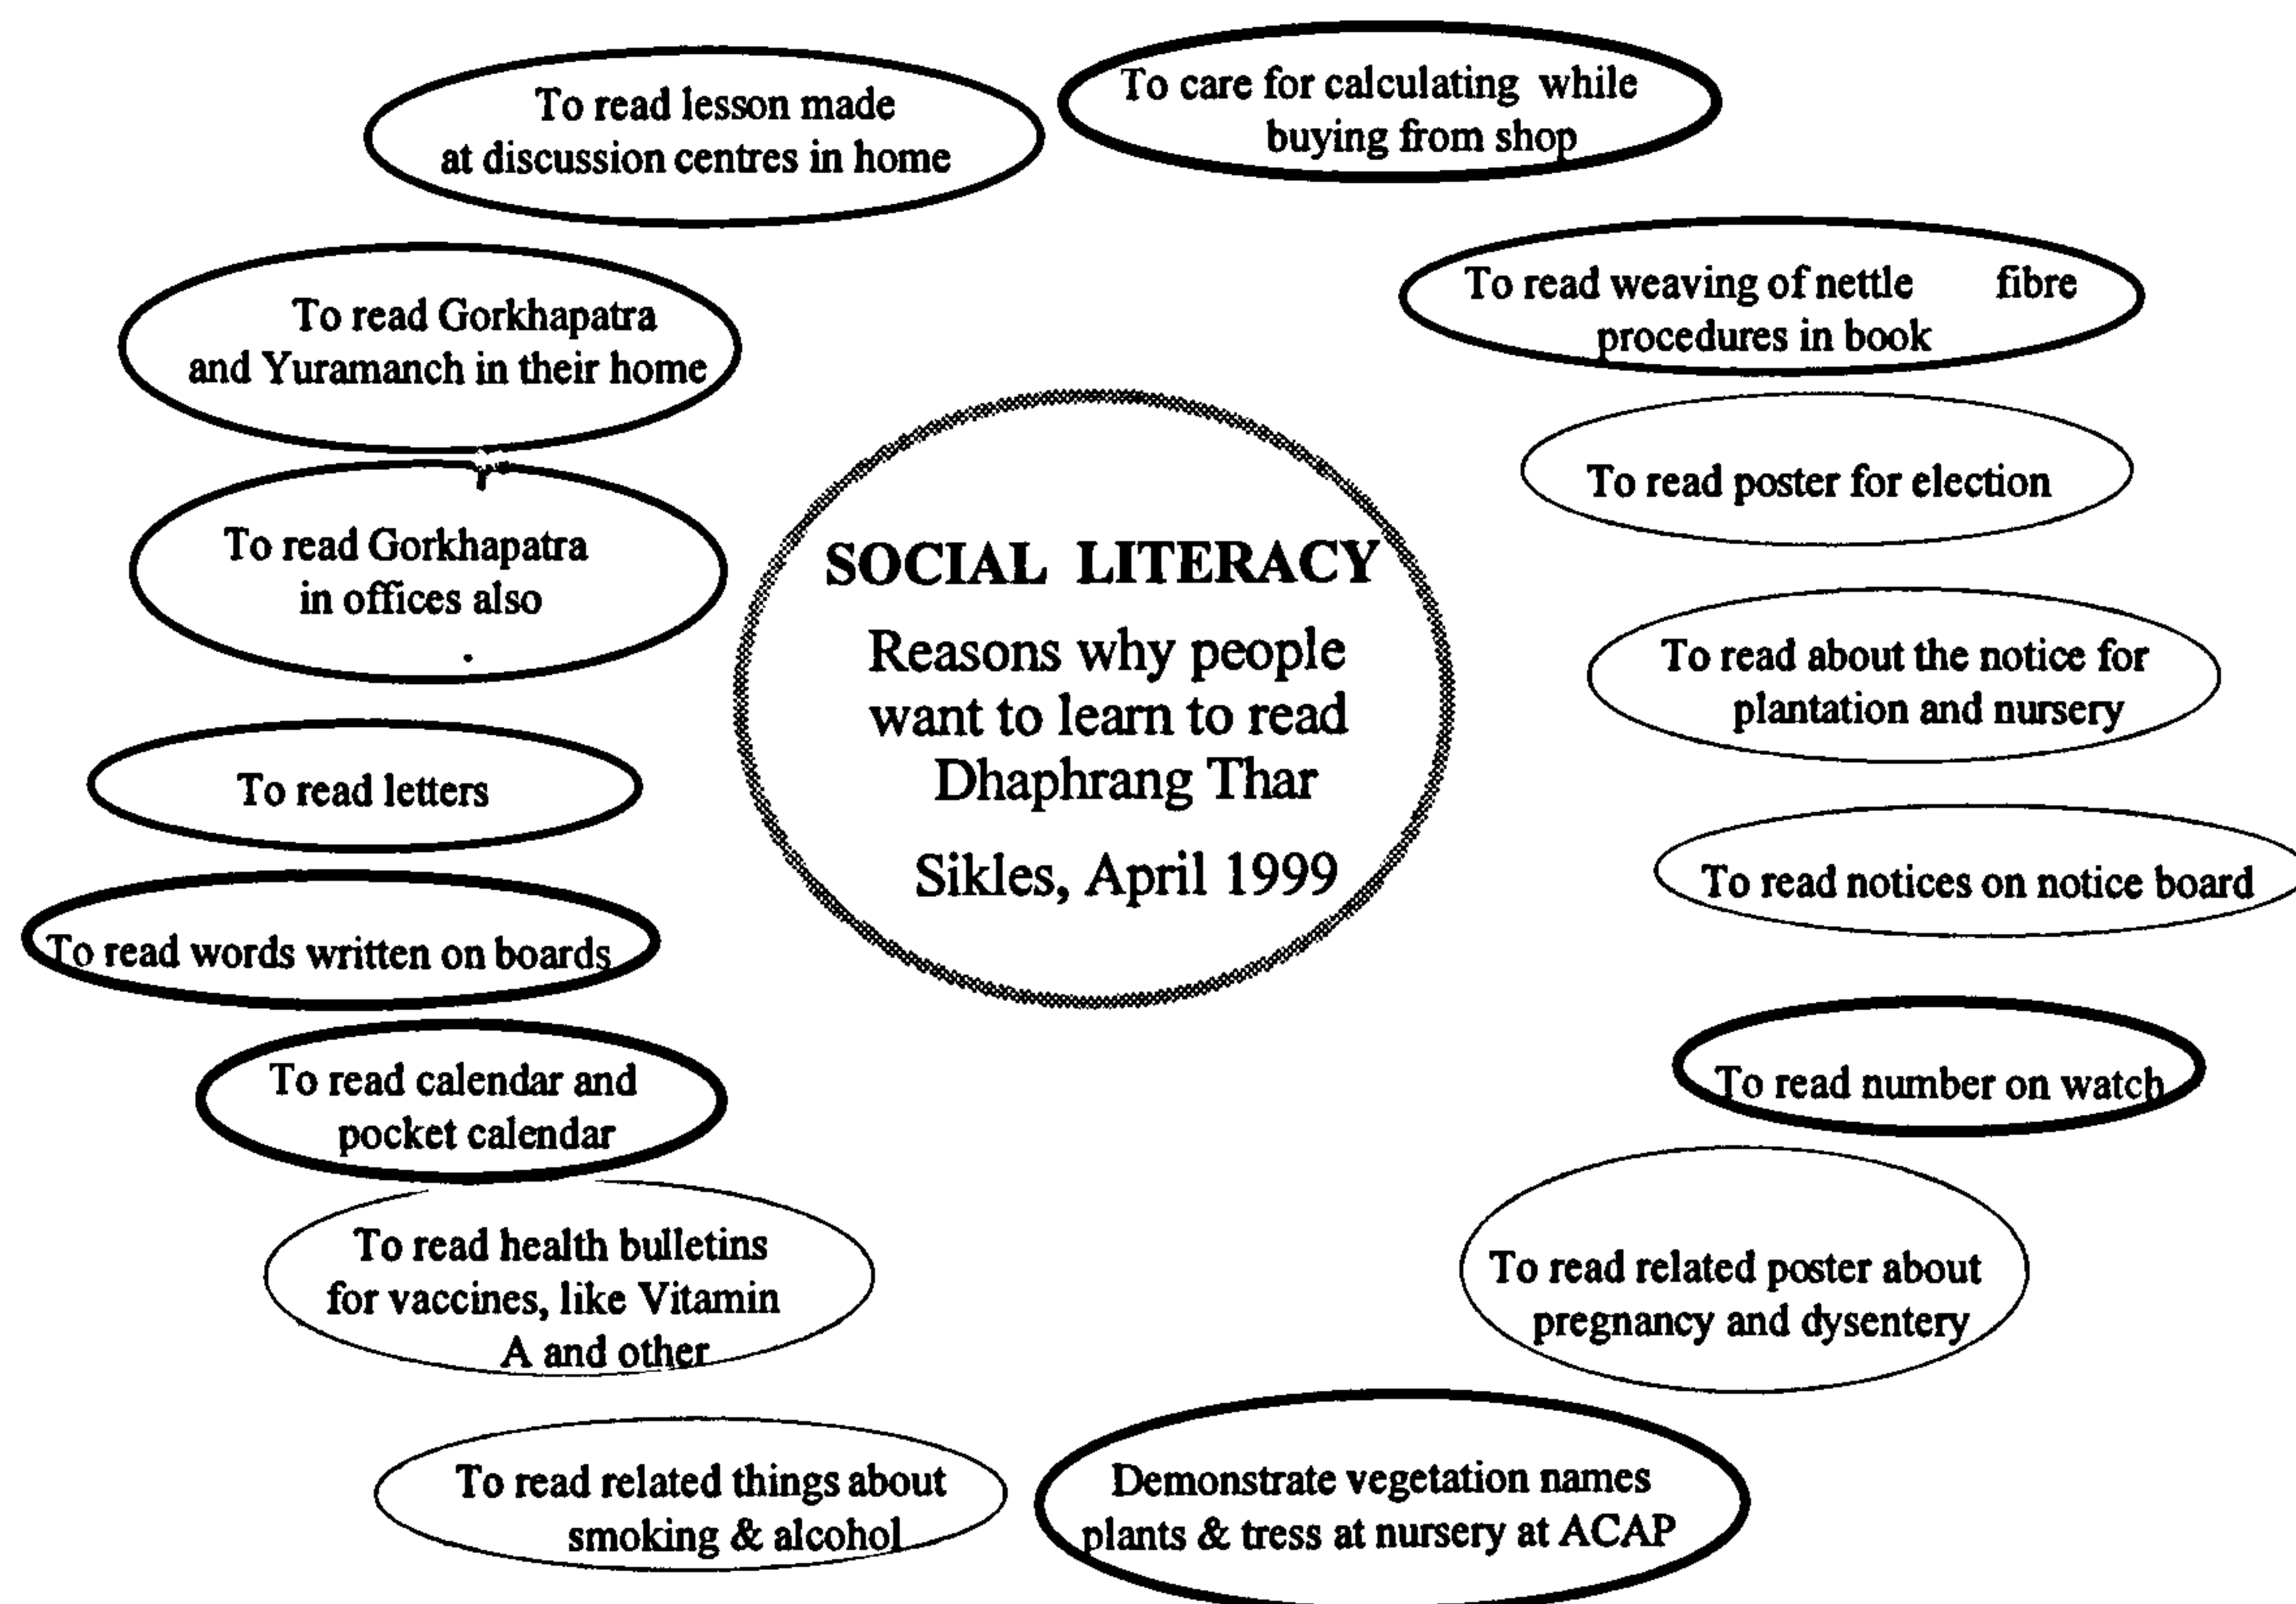 To read lesson made
at discussion centres in home
To care for calculating while
buying from shop
To read Gorkhapatra
and Yuramanch in their home
To read weaving of nettle fibre
procedures in book
To read poster for election
To read Gorkhapatra
in offices also
SOCIAL LITERACY
Reasons why people
want to learn to read
Dhaphrang Thar
Sikles, April 1999
To read about the notice for
plantation and nursery
To read letters
To read notices on notice board
To read words written on boards
To read number on watch
To read calendar and
pocket calendar
To read health bulletins
for vaccines, like Vitamin
A and other
To read related poster about
pregnancy and dysentery
To read related things about
smoking & alcohol
Demonstrate vegetation names
plants & tress at nursery at ACAP